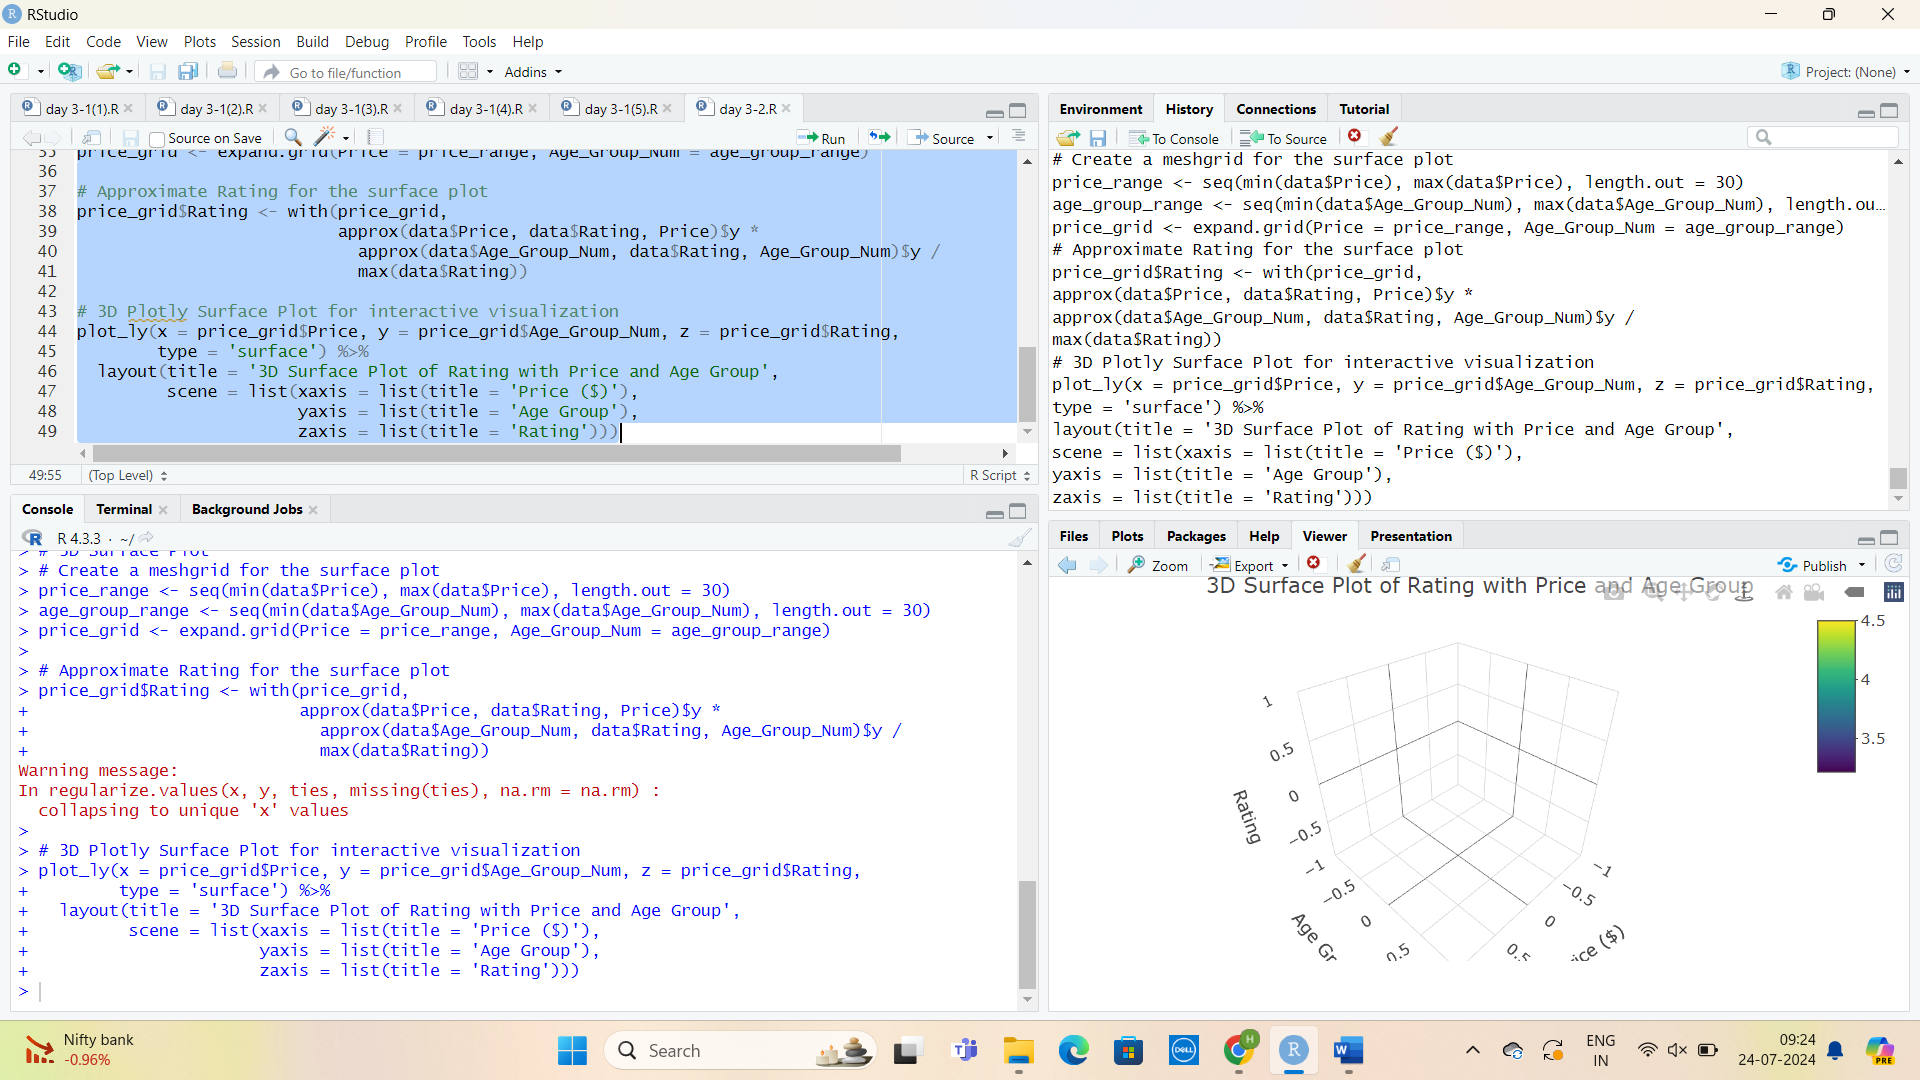 RStudio
File Edit Code View Plots Session Build Debug Profile Tools Help
Go to file/function Addins Project: (None)
day 3-1(1).R day 3-1(2).R day 3-1(3).R day 3-1(4).R day 3-1(5).R day 3-2.R
Source on Save Run Source
35 price_grid <- expand.grid(Price = price_range, Age_Group_Num = age_group_range)
36
37 # Approximate Rating for the surface plot
38 price_grid$Rating <- with(price_grid,
39 approx(data$Price, data$Rating, Price)$y *
40 approx(data$Age_Group_Num, data$Rating, Age_Group_Num)$y /
41 max(data$Rating))
42
43 # 3D Plotly Surface Plot for interactive visualization
44 plot_ly(x = price_grid$Price, y = price_grid$Age_Group_Num, z = price_grid$Rating,
45 type = 'surface') %>%
46 layout(title = '3D Surface Plot of Rating with Price and Age Group',
47 scene = list(xaxis = list(title = 'Price ($)'),
48 yaxis = list(title = 'Age Group'),
49 zaxis = list(title = 'Rating')))
49:55 (Top Level) R Script
Console Terminal Background Jobs
R 4.3.3 · ~/
> # 3D Surface Plot
> # Create a meshgrid for the surface plot
> price_range <- seq(min(data$Price), max(data$Price), length.out = 30)
> age_group_range <- seq(min(data$Age_Group_Num), max(data$Age_Group_Num), length.out = 30)
> price_grid <- expand.grid(Price = price_range, Age_Group_Num = age_group_range)
>
> # Approximate Rating for the surface plot
> price_grid$Rating <- with(price_grid,
+ approx(data$Price, data$Rating, Price)$y *
+ approx(data$Age_Group_Num, data$Rating, Age_Group_Num)$y /
+ max(data$Rating))
Warning message:
In regularize.values(x, y, ties, missing(ties), na.rm = na.rm) :
collapsing to unique 'x' values
>
> # 3D Plotly Surface Plot for interactive visualization
> plot_ly(x = price_grid$Price, y = price_grid$Age_Group_Num, z = price_grid$Rating,
+ type = 'surface') %>%
+ layout(title = '3D Surface Plot of Rating with Price and Age Group',
+ scene = list(xaxis = list(title = 'Price ($)'),
+ yaxis = list(title = 'Age Group'),
+ zaxis = list(title = 'Rating')))
>
Environment History Connections Tutorial
To Console To Source
# Create a meshgrid for the surface plot
price_range <- seq(min(data$Price), max(data$Price), length.out = 30)
age_group_range <- seq(min(data$Age_Group_Num), max(data$Age_Group_Num), length.ou...
price_grid <- expand.grid(Price = price_range, Age_Group_Num = age_group_range)
# Approximate Rating for the surface plot
price_grid$Rating <- with(price_grid,
approx(data$Price, data$Rating, Price)$y *
approx(data$Age_Group_Num, data$Rating, Age_Group_Num)$y /
max(data$Rating))
# 3D Plotly Surface Plot for interactive visualization
plot_ly(x = price_grid$Price, y = price_grid$Age_Group_Num, z = price_grid$Rating,
type = 'surface') %>%
layout(title = '3D Surface Plot of Rating with Price and Age Group',
scene = list(xaxis = list(title = 'Price ($)'),
yaxis = list(title = 'Age Group'),
zaxis = list(title = 'Rating')))
Files Plots Packages Help Viewer Presentation
Zoom Export Publish
3D Surface Plot of Rating with Price and Age Group
4.5
4
3.5
1
0.5
0
−0.5
−1
Rating
−0.5
0
0.5
Age Gr
−1
−0.5
0
0.5
ice ($)
Nifty bank
-0.96%
Search
DELL
H
R
W
ENG
IN
09:24
24-07-2024
PRE